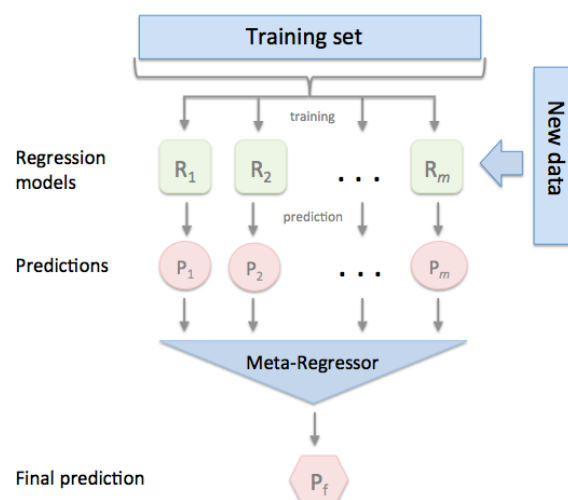 Training set
training
New data
Regression
models
R1 R2 . . . Rm
prediction
Predictions
P1 P2 . . . Pm
Meta-Regressor
Final prediction
Pf